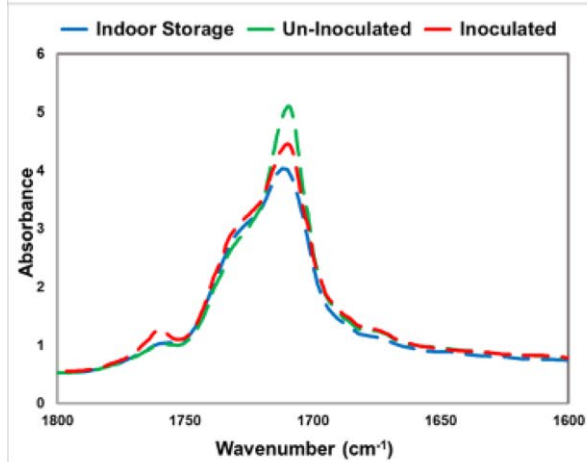 Indoor Storage Un-Inoculated Inoculated
6
5
4
3
2
1
0
Absorbance
1800 1750 1700 1650 1600
Wavenumber (cm⁻¹)